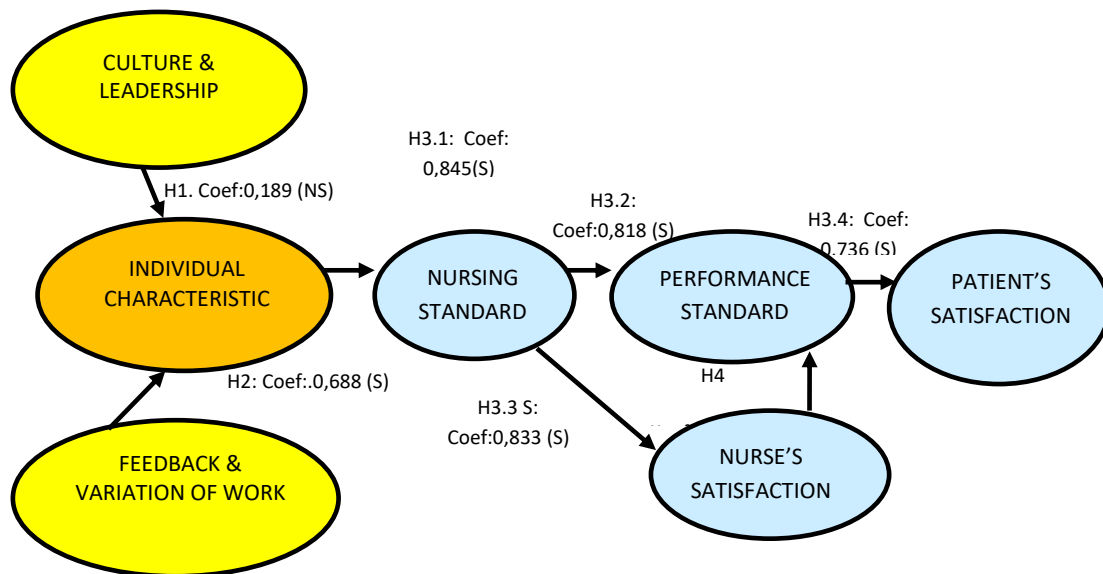 CULTURE &
LEADERSHIP
H3.1: Coef:
0,845(S)
H1. Coef:0,189 (NS)
H3.2:
Coef:0,818 (S)
H3.4: Coef:
0,736 (S)
INDIVIDUAL
CHARACTERISTIC
NURSING
STANDARD
PERFORMANCE
STANDARD
PATIENT’S
SATISFACTION
H2: Coef:.0,688 (S)
H4
H3.3 S:
Coef:0,833 (S)
FEEDBACK &
VARIATION OF WORK
NURSE’S
SATISFACTION